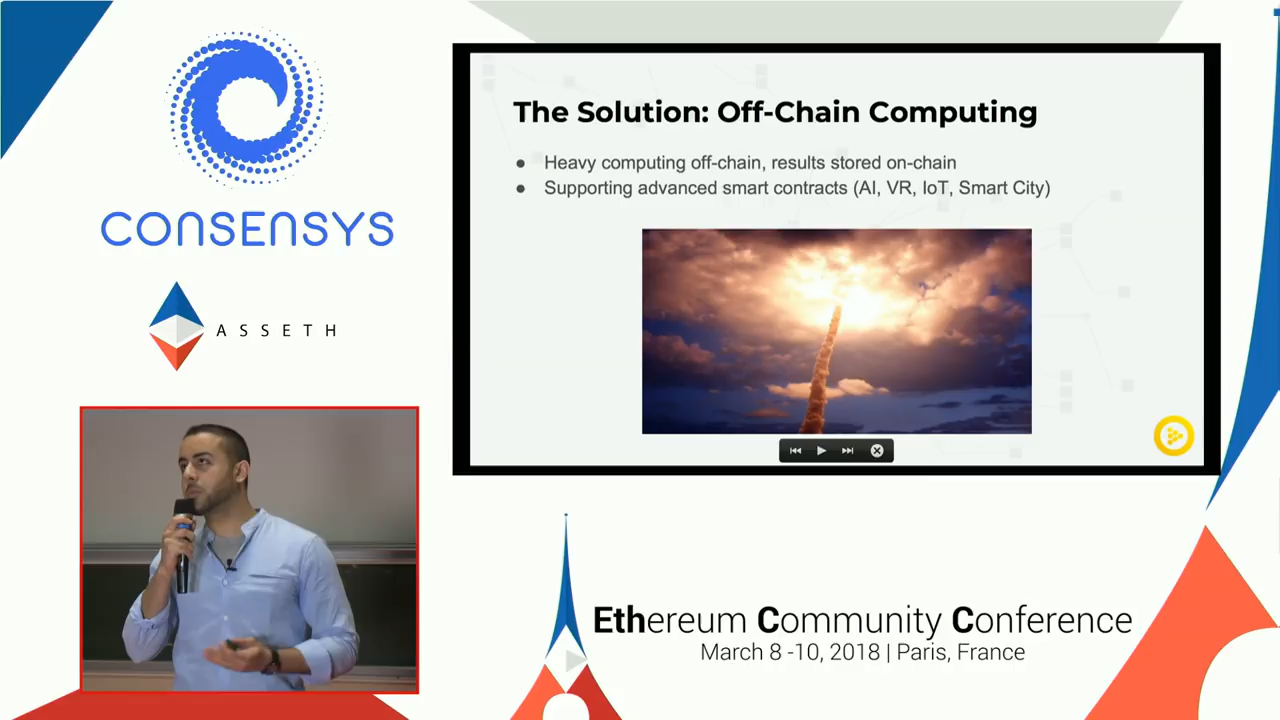 CONSENSYS
ASSETH
The Solution: Off-Chain Computing
● Heavy computing off-chain, results stored on-chain
● Supporting advanced smart contracts (AI, VR, IoT, Smart City)
Ethereum Community Conference
March 8 -10, 2018 | Paris, France